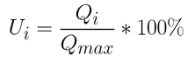 U_i = \frac{Q_i}{Q_{max}} * 100\%